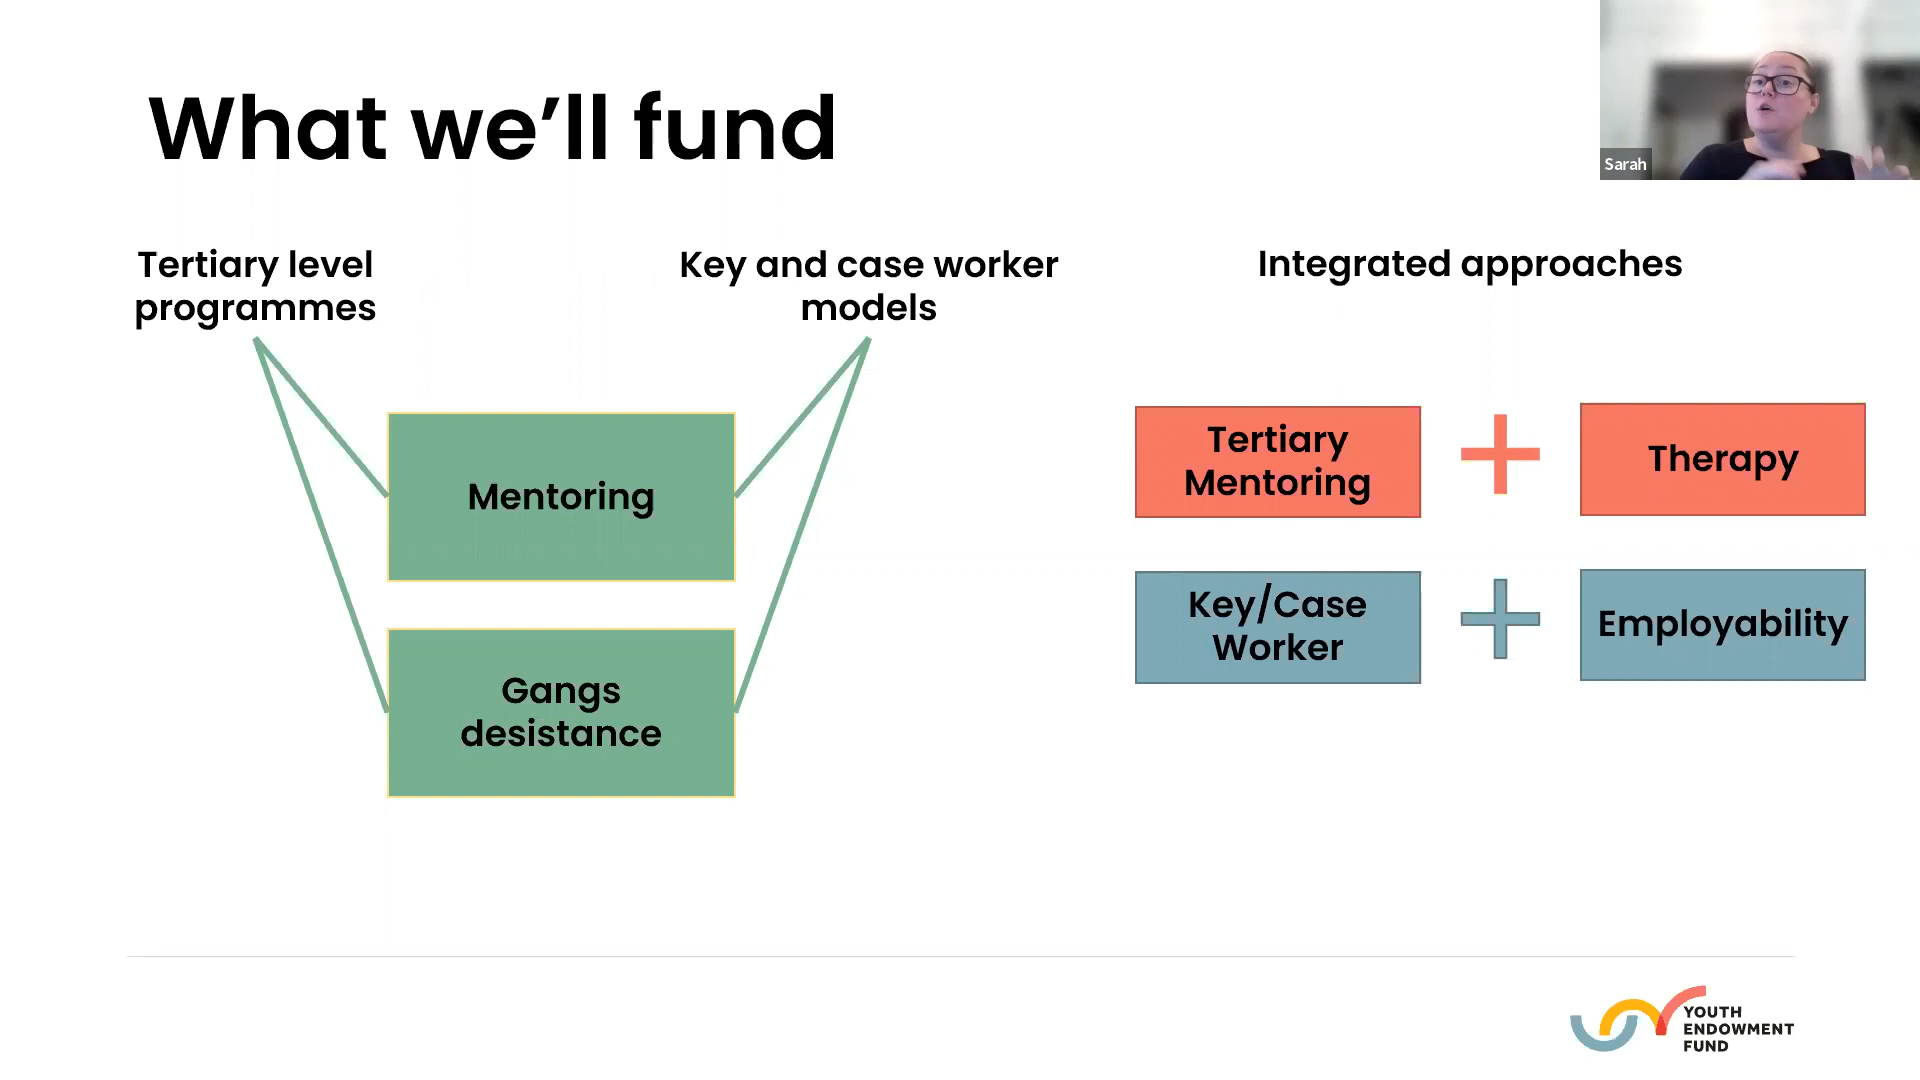 What we’ll fund
Sarah
Tertiary level
programmes
Key and case worker
models
Integrated approaches
Mentoring
Gangs
desistance
Tertiary
Mentoring
Therapy
Key/Case
Worker
Employability
YOUTH
ENDOWMENT
FUND